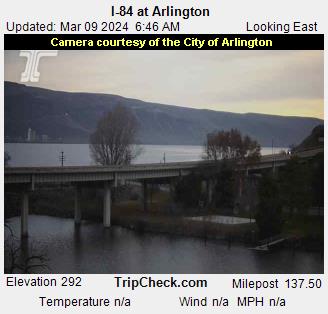 I-84 at Arlington
Updated: Mar 09 2024 6:46 AM Looking East
Camera courtesy of the City of Arlington
Elevation 292 TripCheck.com Milepost 137.50
Temperature n/a Wind n/a MPH n/a